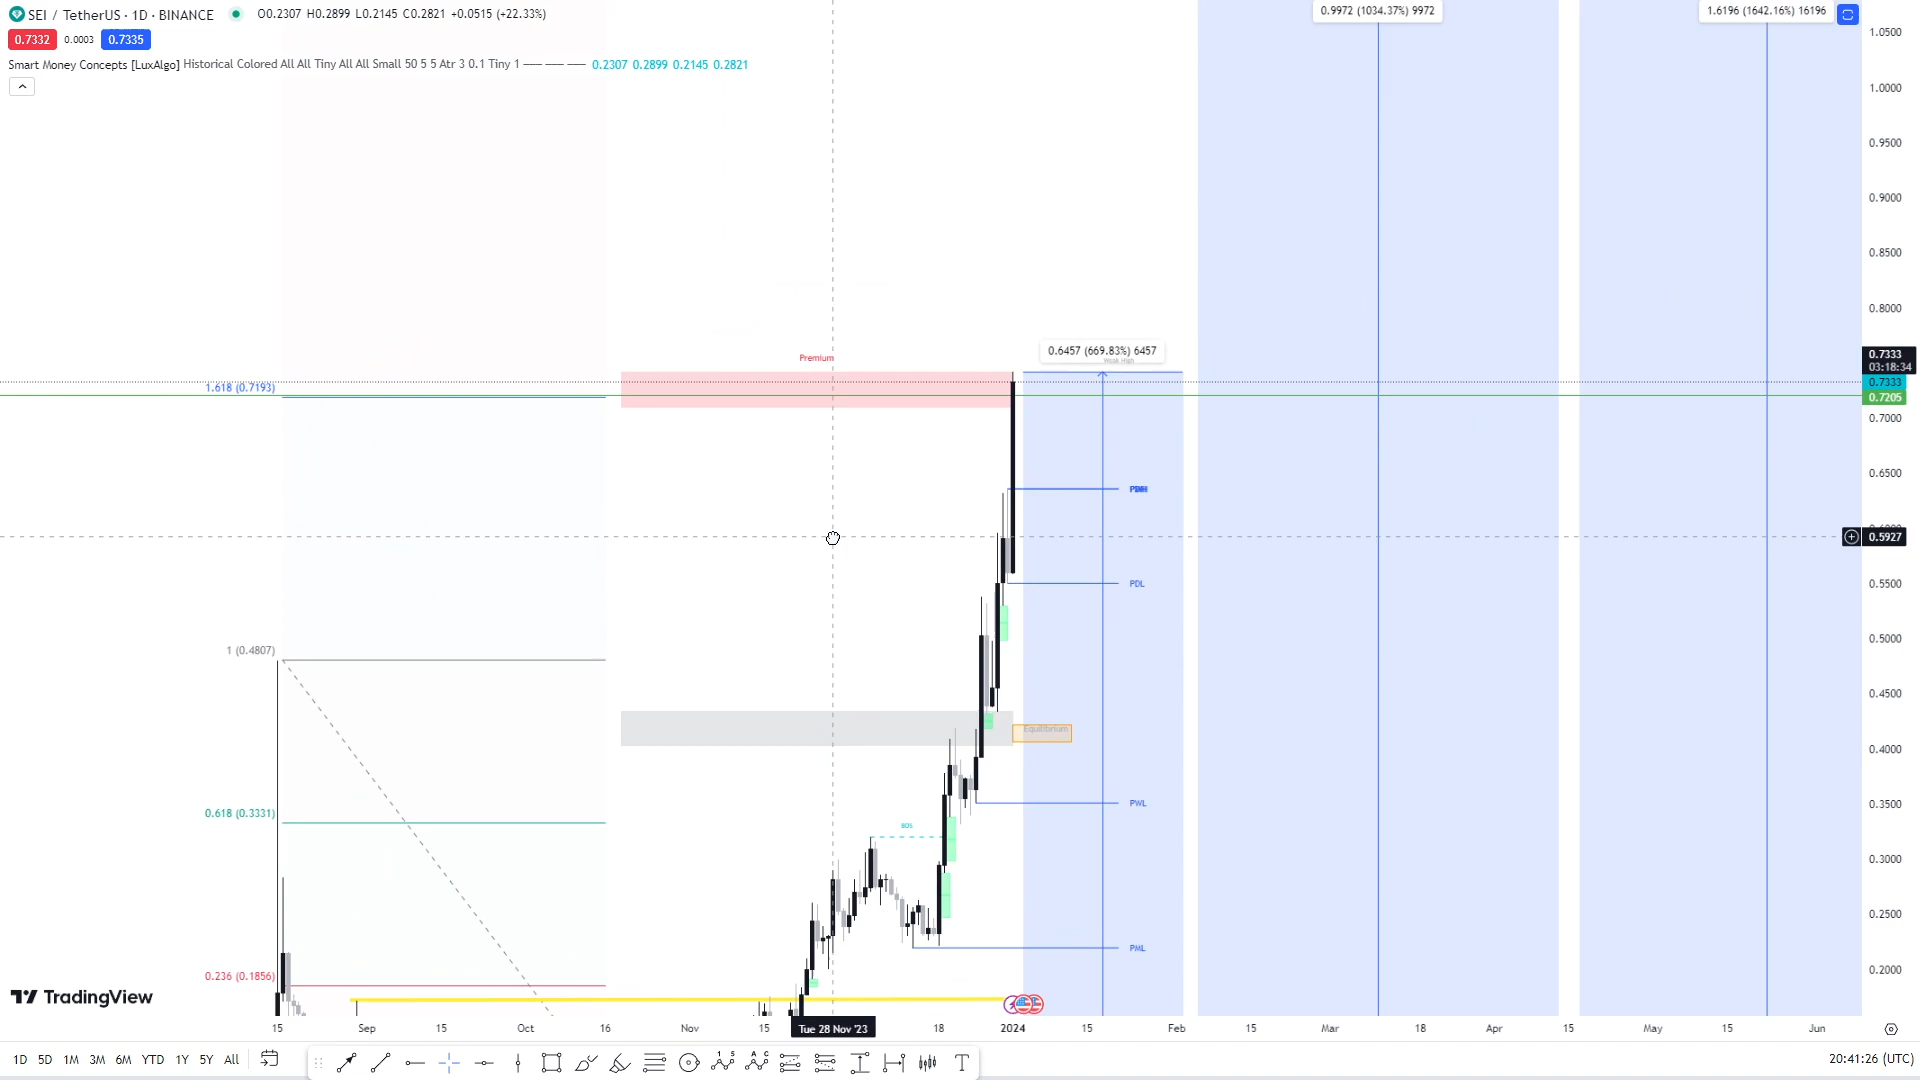 SEI / TetherUS · 1D · BINANCE O0.2307 H0.2899 L0.2145 C0.2821 +0.0515 (+22.33%)
0.7332 0.0003 0.7335
Smart Money Concepts [LuxAlgo] Historical Colored All All Tiny All All Small 50 5 5 Atr 3 0.1 Tiny 1 0.2307 0.2899 0.2145 0.2821
0.9972 (1034.37%) 9972
1.6196 (1642.16%) 16196
1.0500
1.0000
0.9500
0.9000
0.8500
0.8000
0.6457 (669.83%) 6457
Weak High
Premium
0.7333
03:18:34
0.7333
1.618 (0.7193)
0.7205
0.7000
0.6500
0.5927
PDL
0.5500
0.5000
1 (0.4807)
0.4500
Equilibrium
0.4000
PWL
0.3500
0.618 (0.3331)
BOS
0.3000
0.2500
PML
0.236 (0.1856)
0.2000
TradingView
15 Sep 15 Oct 16 Nov 15 Tue 28 Nov '23 18 2024 15 Feb 15 Mar 18 Apr 15 May 15 Jun
1D 5D 1M 3M 6M YTD 1Y 5Y All
20:41:26 (UTC)